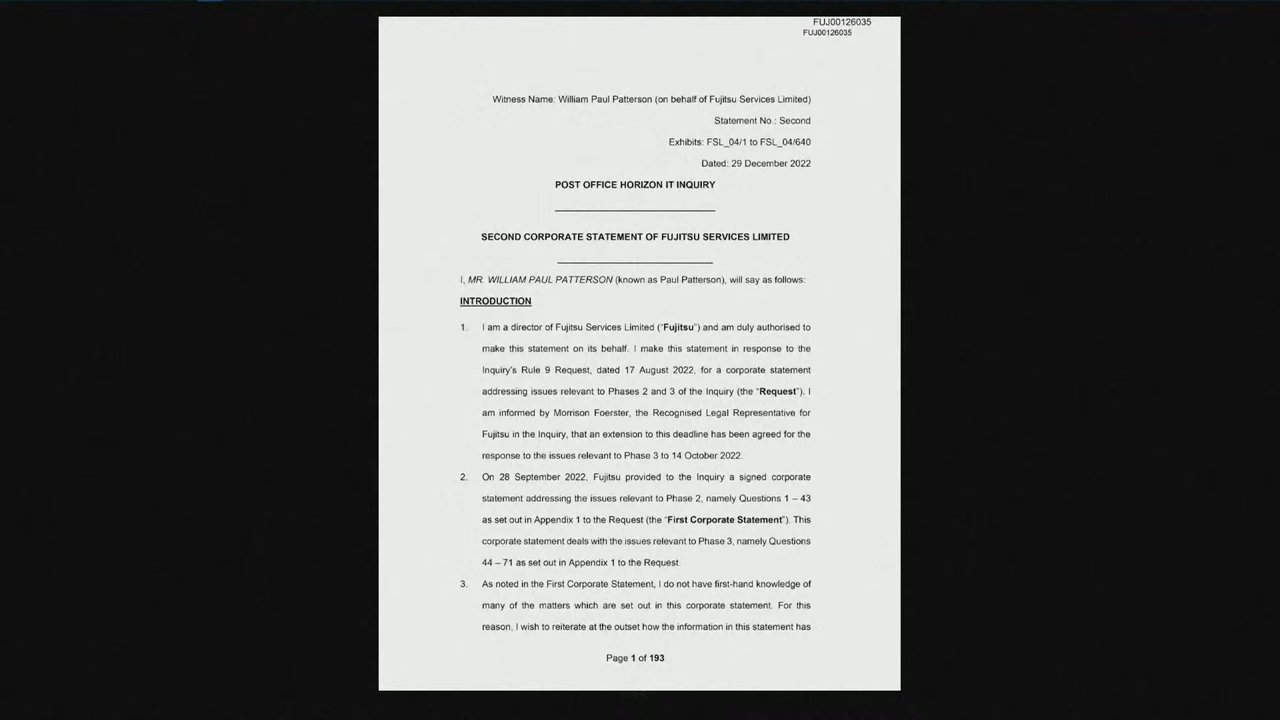 FUJ00126035
FUJ00126035
Witness Name: William Paul Patterson (on behalf of Fujitsu Services Limited)
Statement No.: Second
Exhibits: FSL_04/1 to FSL_04/640
Dated: 29 December 2022
POST OFFICE HORIZON IT INQUIRY
SECOND CORPORATE STATEMENT OF FUJITSU SERVICES LIMITED
I, MR. WILLIAM PAUL PATTERSON (known as Paul Patterson), will say as follows:
INTRODUCTION
1. I am a director of Fujitsu Services Limited (“Fujitsu”) and am duly authorised to
make this statement on its behalf. I make this statement in response to the
Inquiry's Rule 9 Request, dated 17 August 2022, for a corporate statement
addressing issues relevant to Phases 2 and 3 of the Inquiry (the “Request”). I
am informed by Morrison Foerster, the Recognised Legal Representative for
Fujitsu in the Inquiry, that an extension to this deadline has been agreed for the
response to the issues relevant to Phase 3 to 14 October 2022.
2. On 28 September 2022, Fujitsu provided to the Inquiry a signed corporate
statement addressing the issues relevant to Phase 2, namely Questions 1 – 43
as set out in Appendix 1 to the Request (the “First Corporate Statement”). This
corporate statement deals with the issues relevant to Phase 3, namely Questions
44 – 71 as set out in Appendix 1 to the Request.
3. As noted in the First Corporate Statement, I do not have first-hand knowledge of
many of the matters which are set out in this corporate statement. For this
reason, I wish to reiterate at the outset how the information in this statement has
Page 1 of 193